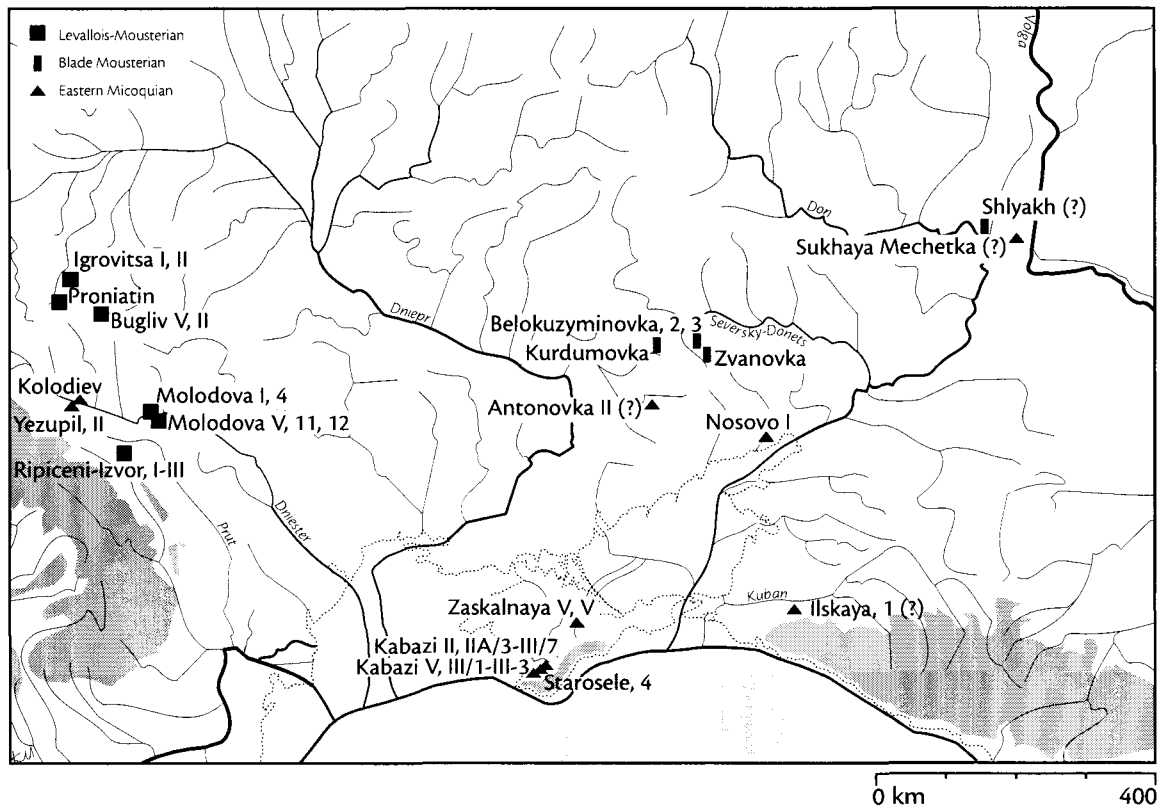 Levallois-Mousterian
Blade Mousterian
Eastern Micoquian
Volga
Don
Shlyakh (?)
Sukhaya Mechetka (?)
Igrovitsa I, II
Proniatin
Bugliv V, II
Dniepr
Belokuzyminovka, 2, 3
Seversky-Donets
Kurdumovka
Zvanovka
Kolodiev
Molodova I, 4
Yezupil, II
Molodova V, 11, 12
Antonovka II (?)
Nosovo I
Ripiceni-Izvor, I-III
Prut
Dniester
Zaskalnaya V, V
Kuban
Ilskaya, 1 (?)
Kabazi II, IIA/3-III/7
Kabazi V, III/1-III-3
Starosele, 4
KM
0 km 400